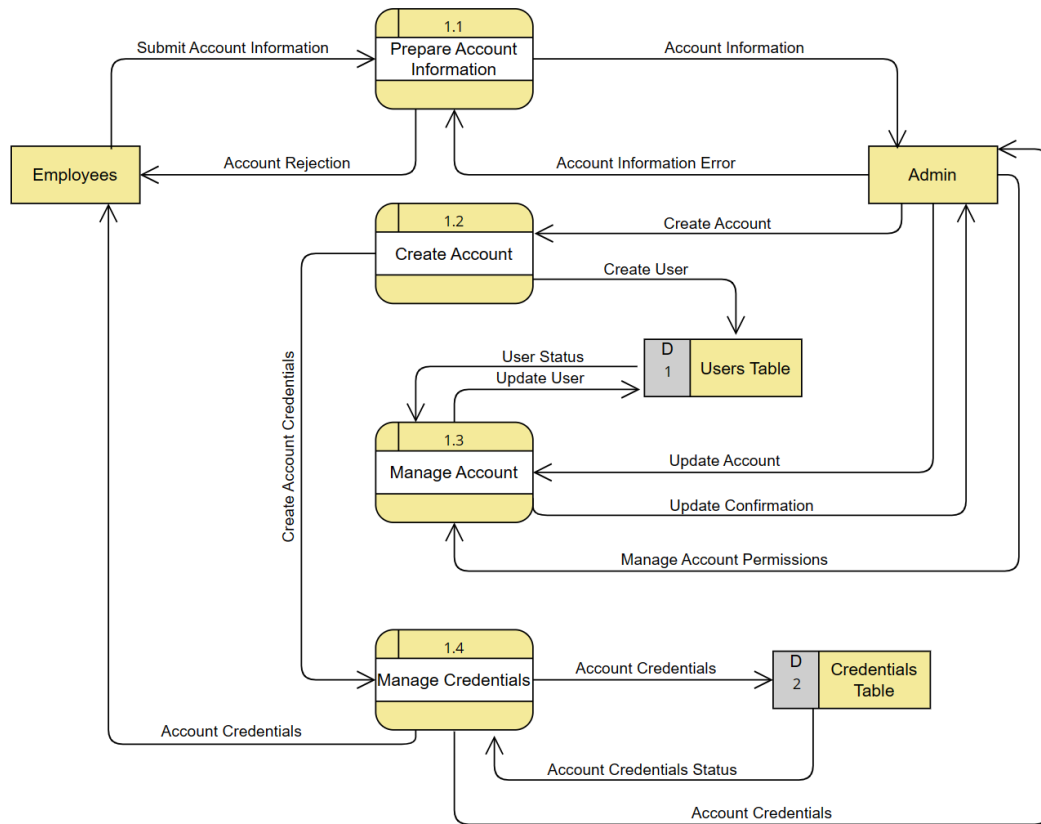 1.1
Submit Account Information
Prepare Account
Information
Account Information
Account Rejection
Account Information Error
Employees
Admin
1.2
Create Account
Create Account
Create User
D
1
Users Table
User Status
Update User
Create Account Credentials
1.3
Manage Account
Update Account
Update Confirmation
Manage Account Permissions
1.4
Manage Credentials
Account Credentials
D
2
Credentials
Table
Account Credentials
Account Credentials Status
Account Credentials